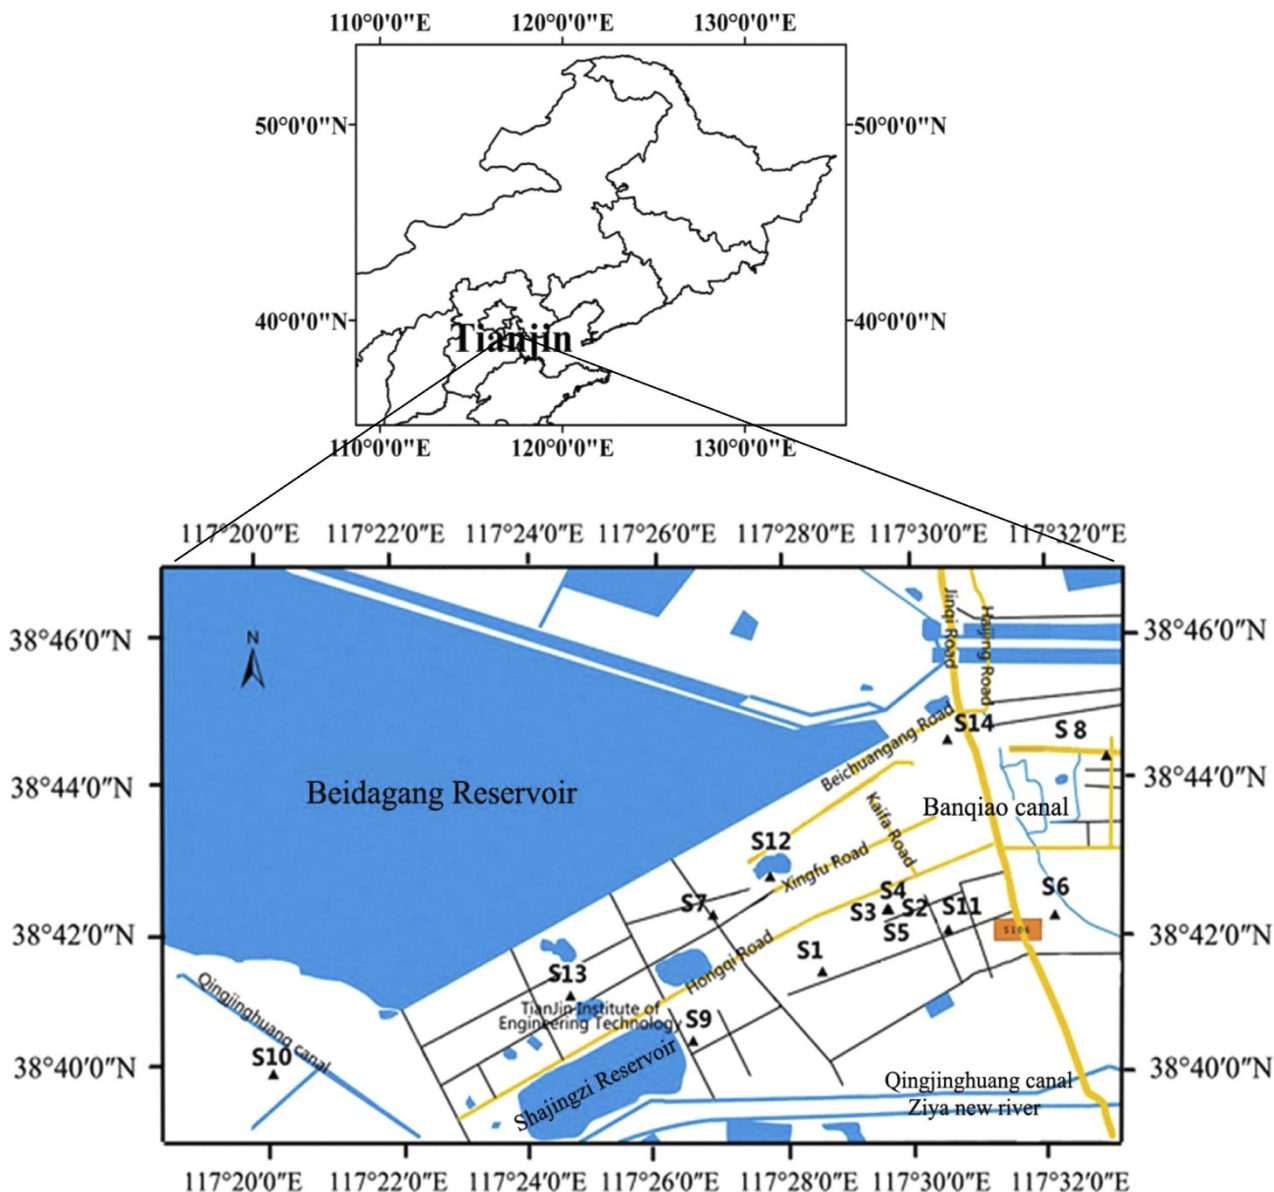 110°0'0"E 120°0'0"E 130°0'0"E
50°0'0"N 50°0'0"N
40°0'0"N 40°0'0"N
Tianjin
110°0'0"E 120°0'0"E 130°0'0"E
117°20'0"E 117°22'0"E 117°24'0"E 117°26'0"E 117°28'0"E 117°30'0"E 117°32'0"E
Jinqi Road
Haijing Road
38°46'0"N N 38°46'0"N
Beichuangang Road
S14 S 8
38°44'0"N 38°44'0"N
Beidagang Reservoir
Banqiao canal
Kaifa Road
S12
Xingfu Road
S7 S4 S6
S3 S2 S11
S5
38°42'0"N S106 38°42'0"N
Hongqi Road
S1
S13
Qingjinghuang canal
TianJin Institute of
Engineering Technology
S9
S10
38°40'0"N 38°40'0"N
Shajingzi Reservoir
Qingjinghuang canal
Ziya new river
117°20'0"E 117°22'0"E 117°24'0"E 117°26'0"E 117°28'0"E 117°30'0"E 117°32'0"E